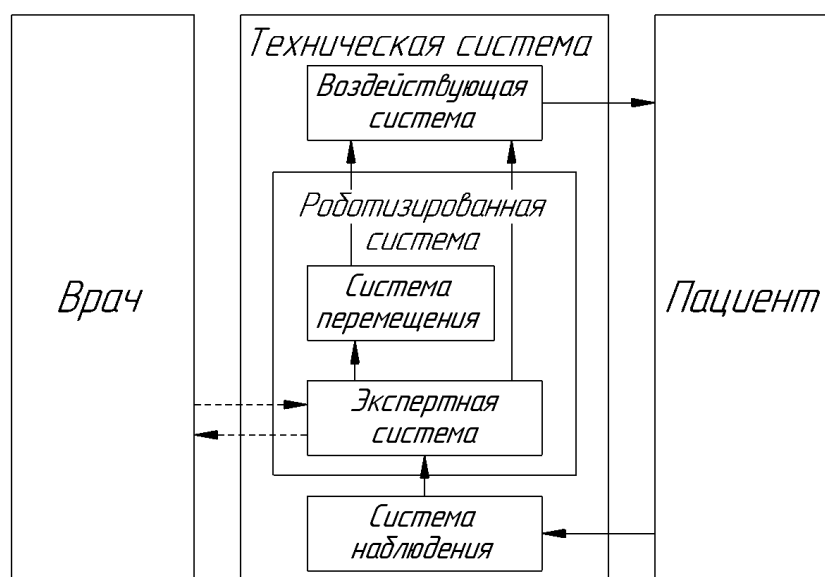 Техническая система
Воздействующая
система
Роботизированная
система
Врач
Система
перемещения
Пациент
Экспертная
система
Система
наблюдения